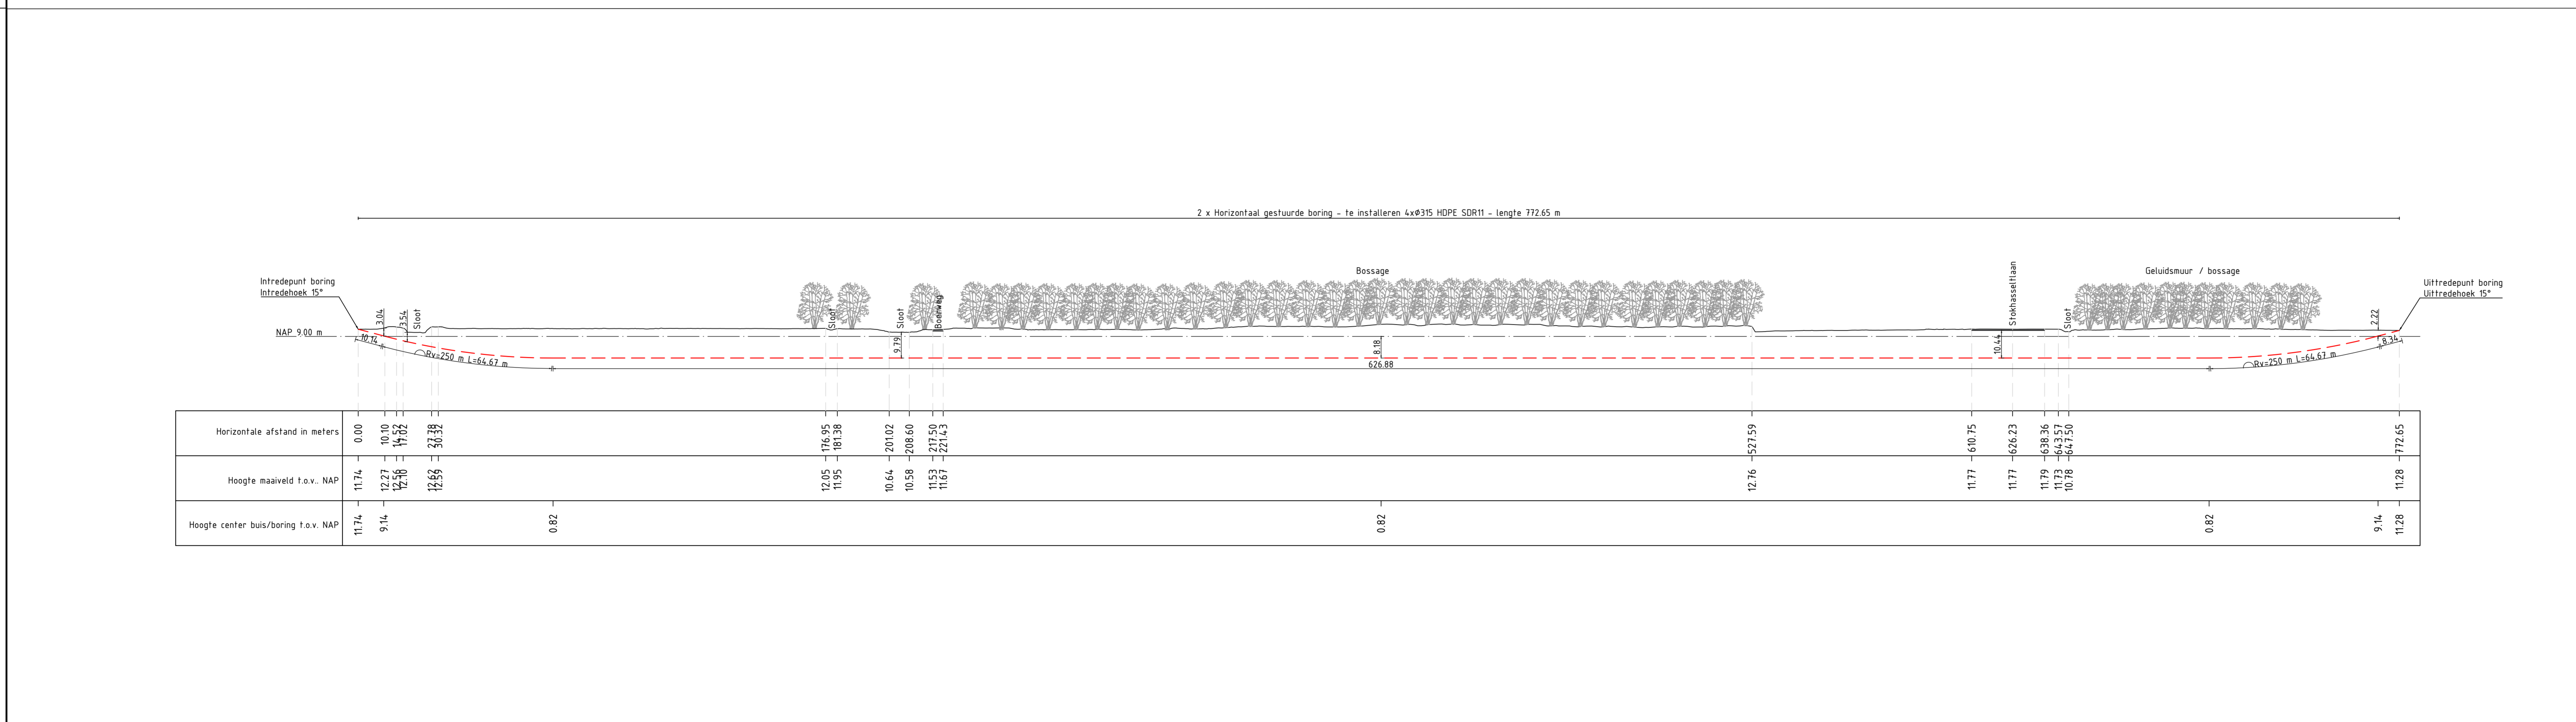 2 x Horizontaal gestuurde boring - te installeren 4xØ315 HDPE SDR11 - lengte 772.65 m
Bossage
Geluidsmuur / bossage
Intredepunt boring
Intredehoek 15°
Uittredepunt boring
Uittredehoek 15°
NAP 9.00 m
3.04
3.54
Sloot
Sloot
Sloot
Boerweg
Stokhasseltlaan
Sloot
2.22
10.14
Rv=250 m L=64.67 m
9.79
8.18
626.88
10.44
Rv=250 m L=64.67 m
8.34
Horizontale afstand in meters
0.00 10.10 14.52 17.02 27.78 30.32 176.95 181.38 201.02 208.60 217.50 221.43 527.59 610.75 626.23 638.36 643.57 647.50 772.65
Hoogte maaiveld t.o.v.. NAP
11.74 12.27 12.56 12.10 12.62 12.59 12.05 11.95 10.64 10.58 11.53 11.67 12.76 11.77 11.77 11.79 11.73 10.78 11.28
Hoogte center buis/boring t.o.v. NAP
11.74 9.14 0.82 0.82 0.82 9.14 11.28